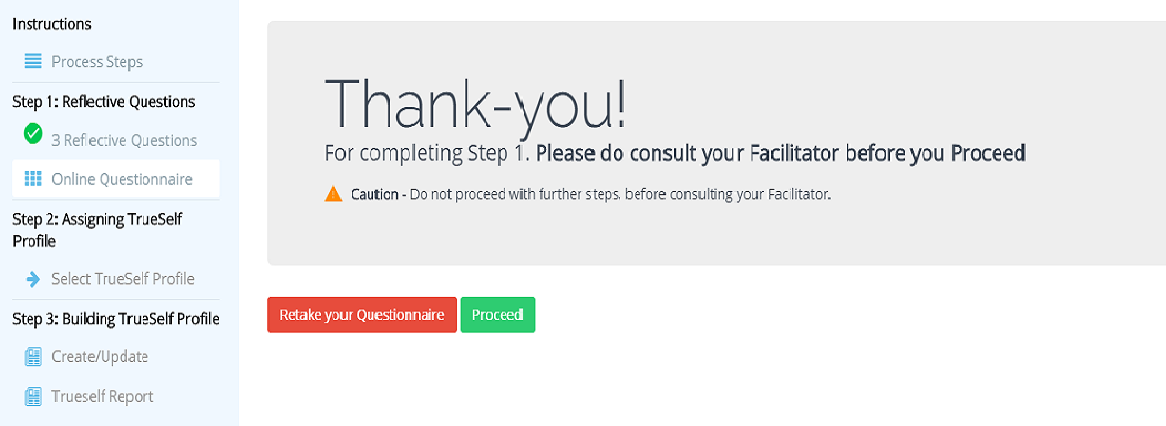 Instructions
Process Steps
Step 1: Reflective Questions
3 Reflective Questions
Online Questionnaire
Step 2: Assigning TrueSelf
Profile
Select TrueSelf Profile
Step 3: Building TrueSelf Profile
Create/Update
Trueself Report
Thank-you!
For completing Step 1. Please do consult your Facilitator before you Proceed
Caution - Do not proceed with further steps, before consulting your Facilitator.
Retake your Questionnaire Proceed